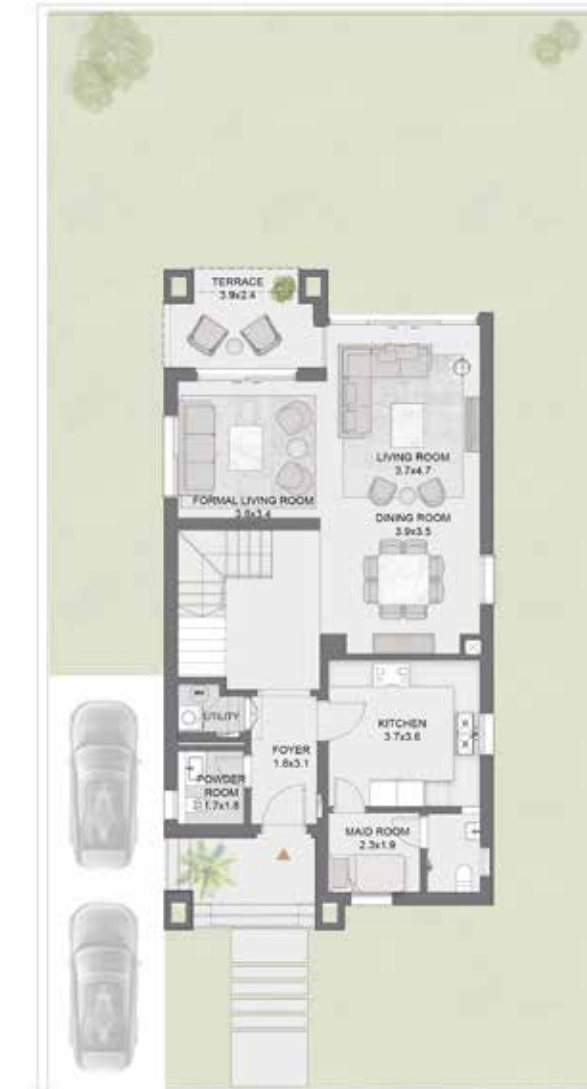 TERRACE
3.9x2.4
LIVING ROOM
3.7x4.7
FORMAL LIVING ROOM
3.8x3.4
DINING ROOM
3.9x3.5
UTILITY
KITCHEN
3.7x3.6
FOYER
1.6x3.1
POWDER
ROOM
1.7x1.8
MAID ROOM
2.3x1.9